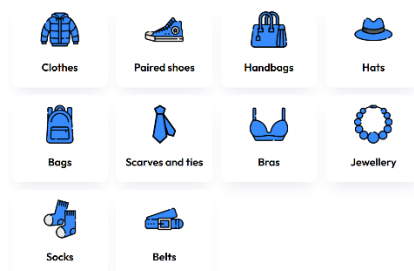 Clothes
Paired shoes
Handbags
Hats
Bags
Scarves and ties
Bras
Jewellery
Socks
Belts